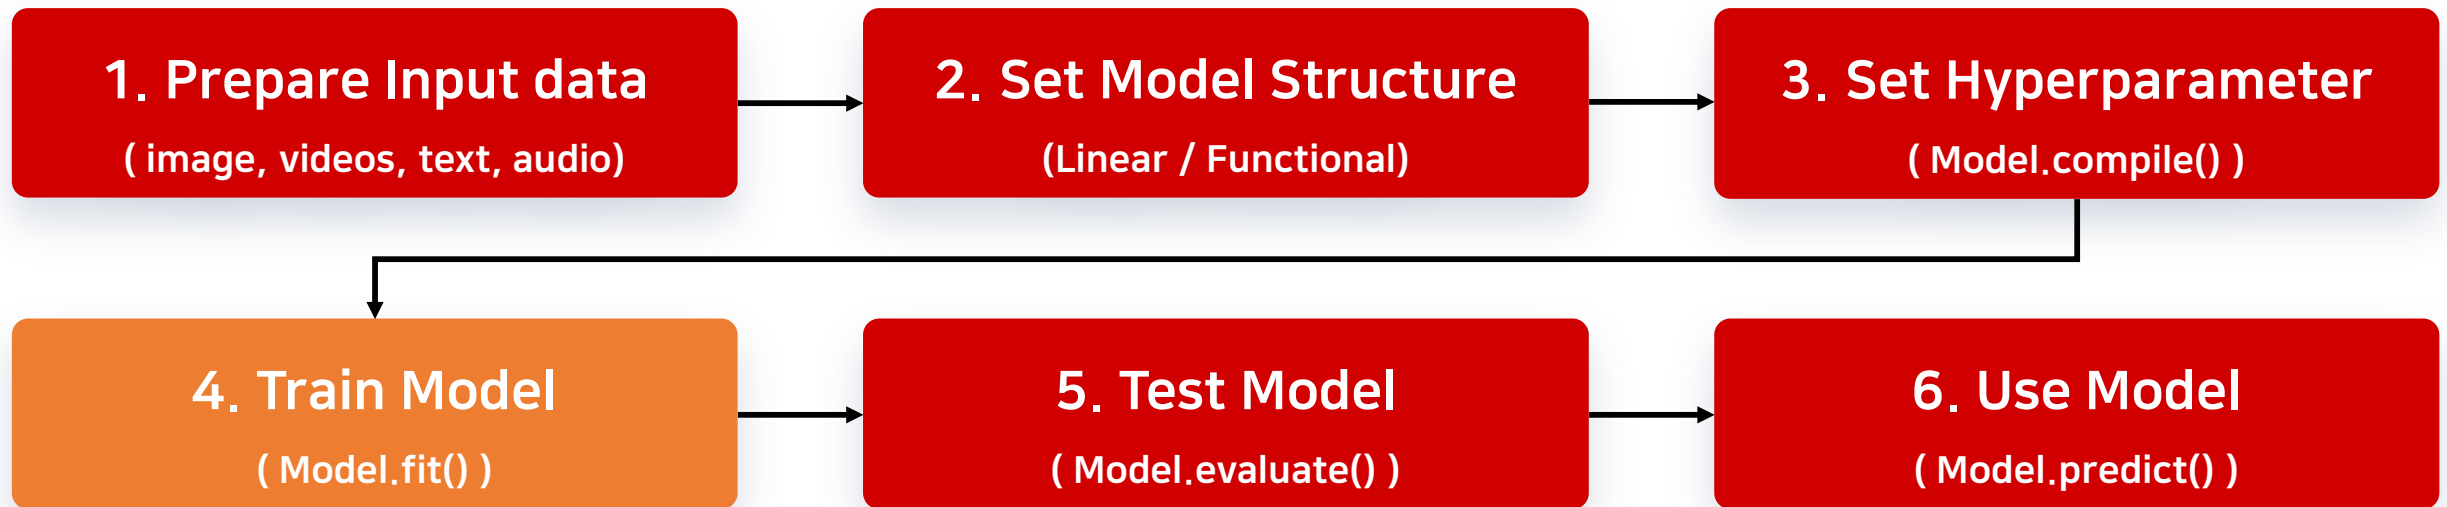 1. Prepare Input data
( image, videos, text, audio)
2. Set Model Structure
(Linear / Functional)
3. Set Hyperparameter
( Model.compile() )
4. Train Model
( Model.fit() )
5. Test Model
( Model.evaluate() )
6. Use Model
( Model.predict() )